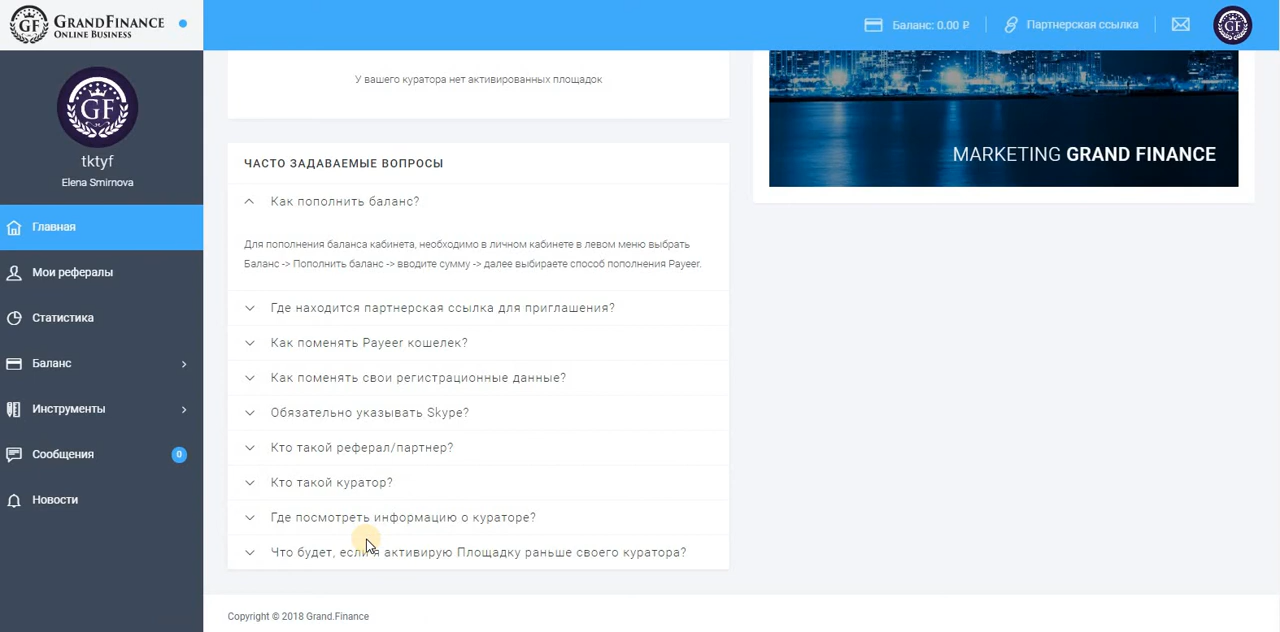 GRANDFINANCE
ONLINE BUSINESS
Баланс: 0.00 ₽
Партнерская ссылка
GF
GF
GF
tktyf
Elena Smirnova
Главная
Мои рефералы
Статистика
Баланс
Инструменты
Сообщения
0
Новости
У вашего куратора нет активированных площадок
ЧАСТО ЗАДАВАЕМЫЕ ВОПРОСЫ
Как пополнить баланс?
Для пополнения баланса кабинета, необходимо в личном кабинете в левом меню выбрать
Баланс -> Пополнить баланс -> вводите сумму -> далее выбираете способ пополнения Payeer.
Где находится партнерская ссылка для приглашения?
Как поменять Payeer кошелек?
Как поменять свои регистрационные данные?
Обязательно указывать Skype?
Кто такой реферал/партнер?
Кто такой куратор?
Где посмотреть информацию о кураторе?
Что будет, если я активирую Площадку раньше своего куратора?
MARKETING GRAND FINANCE
Copyright © 2018 Grand.Finance